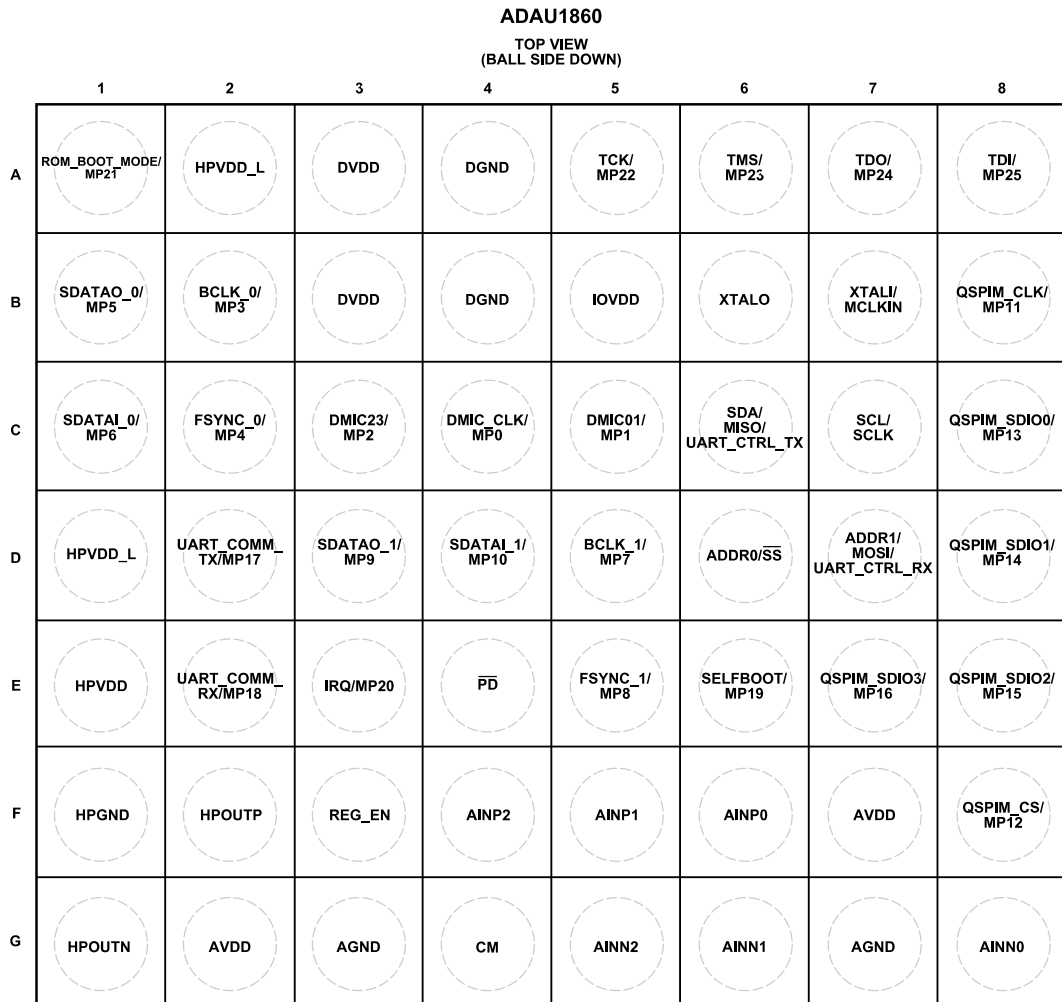 ADAU1860
TOP VIEW
(BALL SIDE DOWN)
1 2 3 4 5 6 7 8
A
ROM_BOOT_MODE/
MP21
HPVDD_L
DVDD
DGND
TCK/
MP22
TMS/
MP23
TDO/
MP24
TDI/
MP25
B
SDATAO_0/
MP5
BCLK_0/
MP3
DVDD
DGND
IOVDD
XTALO
XTALI/
MCLKIN
QSPIM_CLK/
MP11
C
SDATAI_0/
MP6
FSYNC_0/
MP4
DMIC23/
MP2
DMIC_CLK/
MP0
DMIC01/
MP1
SDA/
MISO/
UART_CTRL_TX
SCL/
SCLK
QSPIM_SDIO0/
MP13
D
HPVDD_L
UART_COMM_
TX/MP17
SDATAO_1/
MP9
SDATAI_1/
MP10
BCLK_1/
MP7
ADDR0/S̅S̅
ADDR1/
MOSI/
UART_CTRL_RX
QSPIM_SDIO1/
MP14
E
HPVDD
UART_COMM_
RX/MP18
IRQ/MP20
P̅D̅
FSYNC_1/
MP8
SELFBOOT/
MP19
QSPIM_SDIO3/
MP16
QSPIM_SDIO2/
MP15
F
HPGND
HPOUTP
REG_EN
AINP2
AINP1
AINP0
AVDD
QSPIM_CS/
MP12
G
HPOUTN
AVDD
AGND
CM
AINN2
AINN1
AGND
AINN0